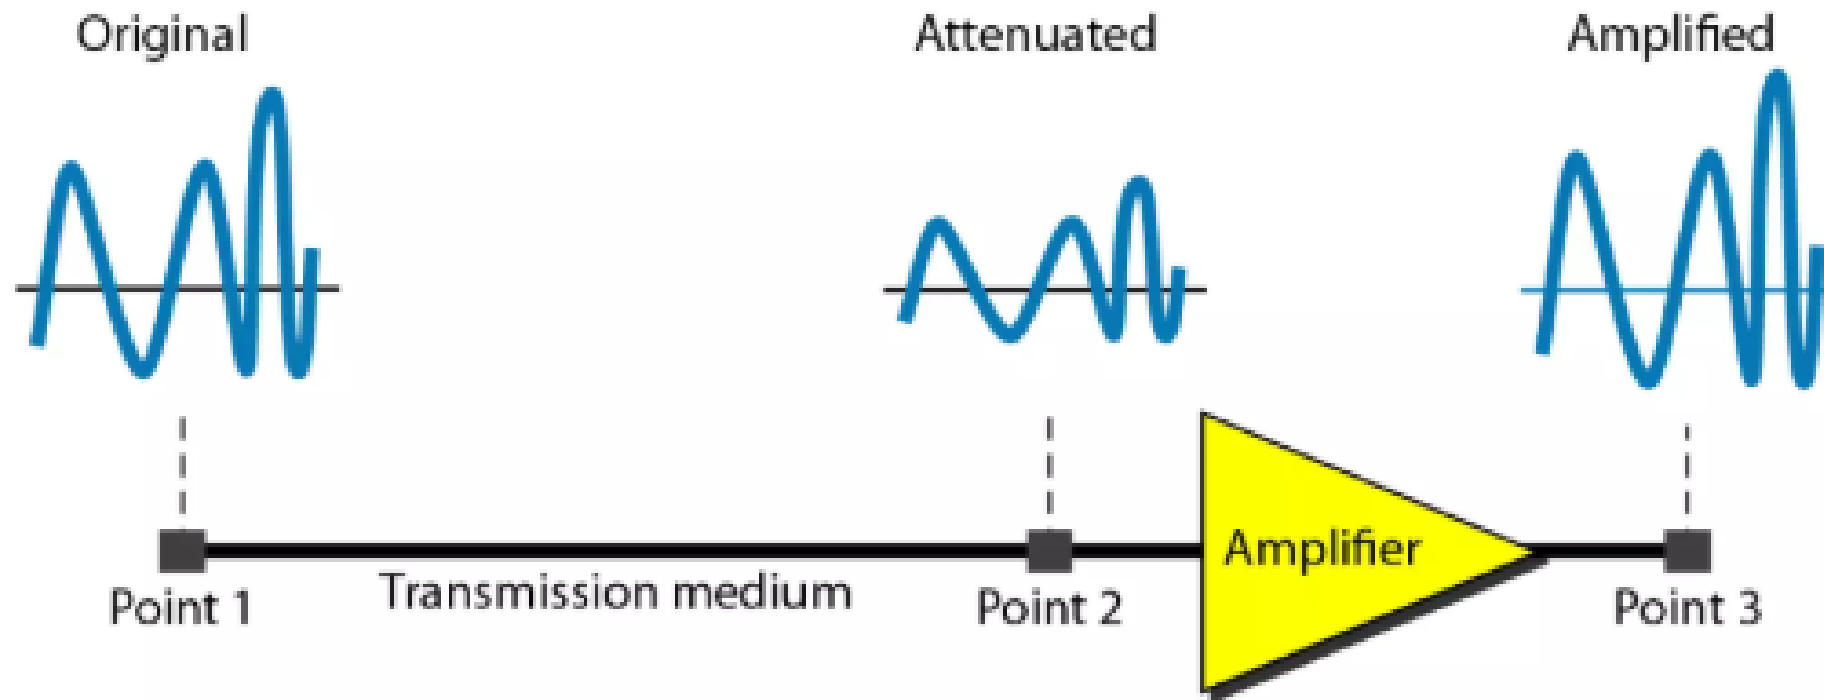 Original
Attenuated
Amplified
Amplifier
Transmission medium
Point 1
Point 2
Point 3